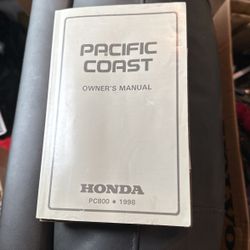 PACIFIC
COAST
OWNER'S MANUAL
HONDA
PC800 ★ 1998